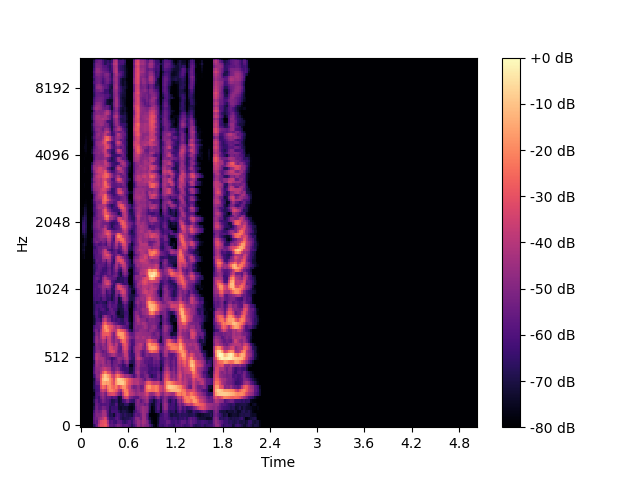 8192
4096
2048
1024
512
0
Hz
0 0.6 1.2 1.8 2.4 3 3.6 4.2 4.8
Time
+0 dB
-10 dB
-20 dB
-30 dB
-40 dB
-50 dB
-60 dB
-70 dB
-80 dB